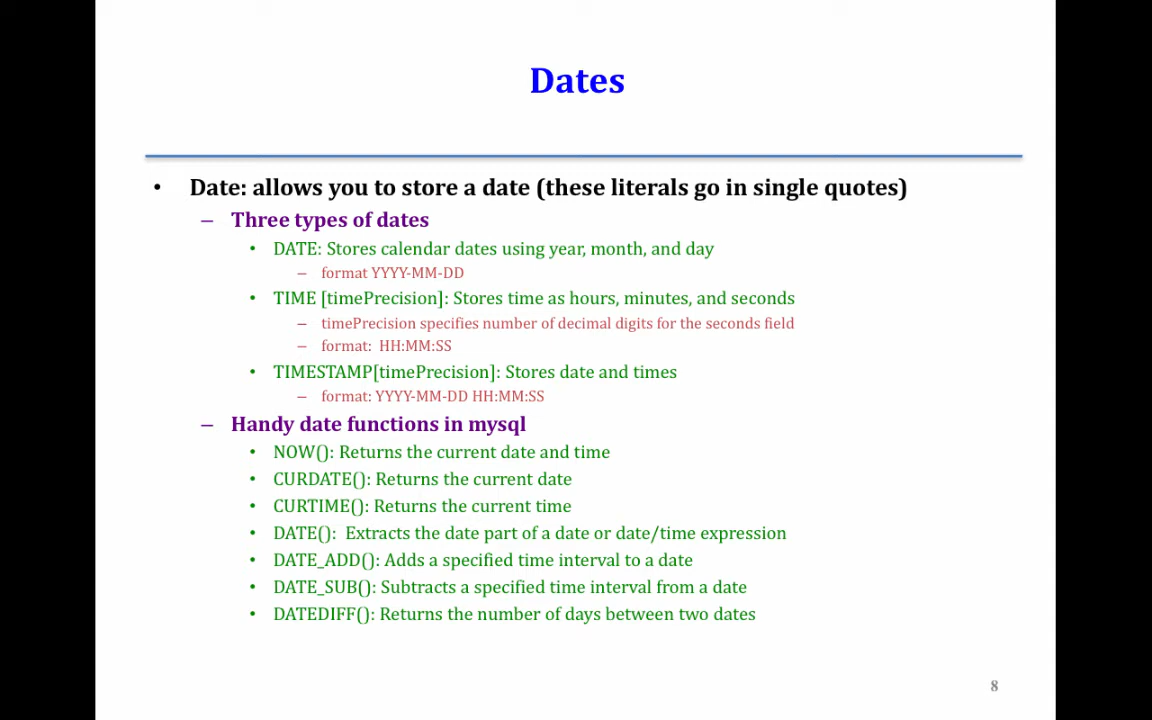 Dates
• Date: allows you to store a date (these literals go in single quotes)
– Three types of dates
• DATE: Stores calendar dates using year, month, and day
– format YYYY-MM-DD
• TIME [timePrecision]: Stores time as hours, minutes, and seconds
– timePrecision specifies number of decimal digits for the seconds field
– format:  HH:MM:SS
• TIMESTAMP[timePrecision]: Stores date and times
– format: YYYY-MM-DD HH:MM:SS
– Handy date functions in mysql
• NOW(): Returns the current date and time
• CURDATE(): Returns the current date
• CURTIME(): Returns the current time
• DATE():  Extracts the date part of a date or date/time expression
• DATE_ADD(): Adds a specified time interval to a date
• DATE_SUB(): Subtracts a specified time interval from a date
• DATEDIFF(): Returns the number of days between two dates
8